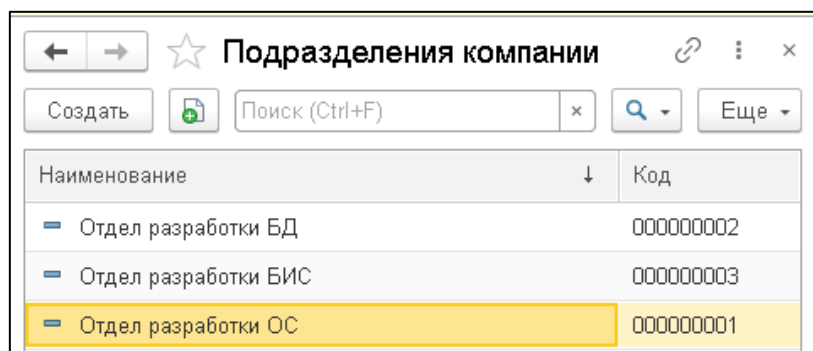 Подразделения компании
Создать Поиск (Ctrl+F) Еще
Наименование Код
Отдел разработки БД 000000002
Отдел разработки БИС 000000003
Отдел разработки ОС 000000001